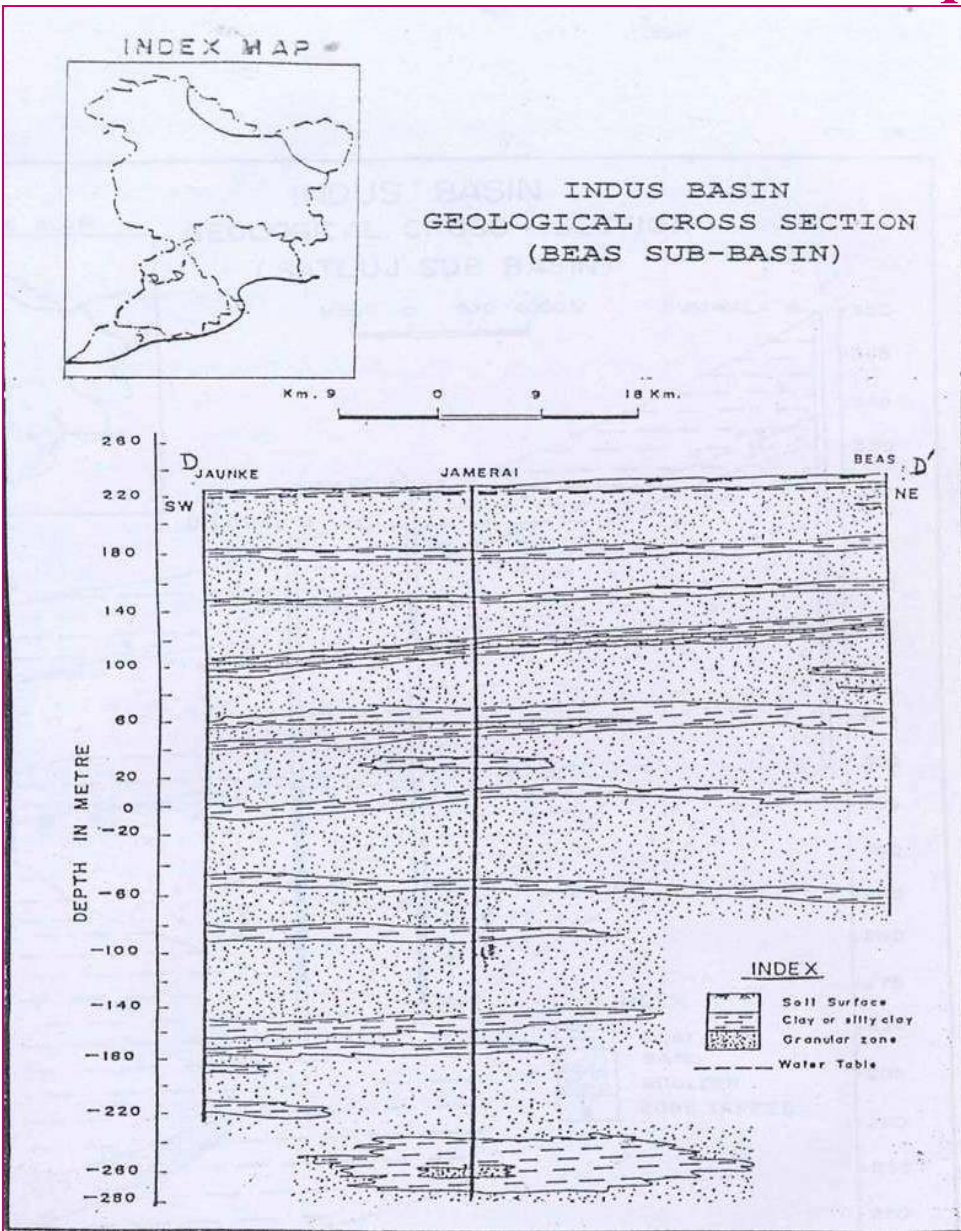 INDEX MAP
INDUS BASIN
GEOLOGICAL CROSS SECTION
(BEAS SUB-BASIN)
Km. 9 0 9 18 Km.
D JAUNKE JAMERAI BEAS D'
SW NE
DEPTH IN METRE
260
220
180
140
100
60
20
0
-20
-60
-100
-140
-180
-220
-260
-280
INDEX
Soil Surface
Clay or silty clay
Granular zone
Water Table